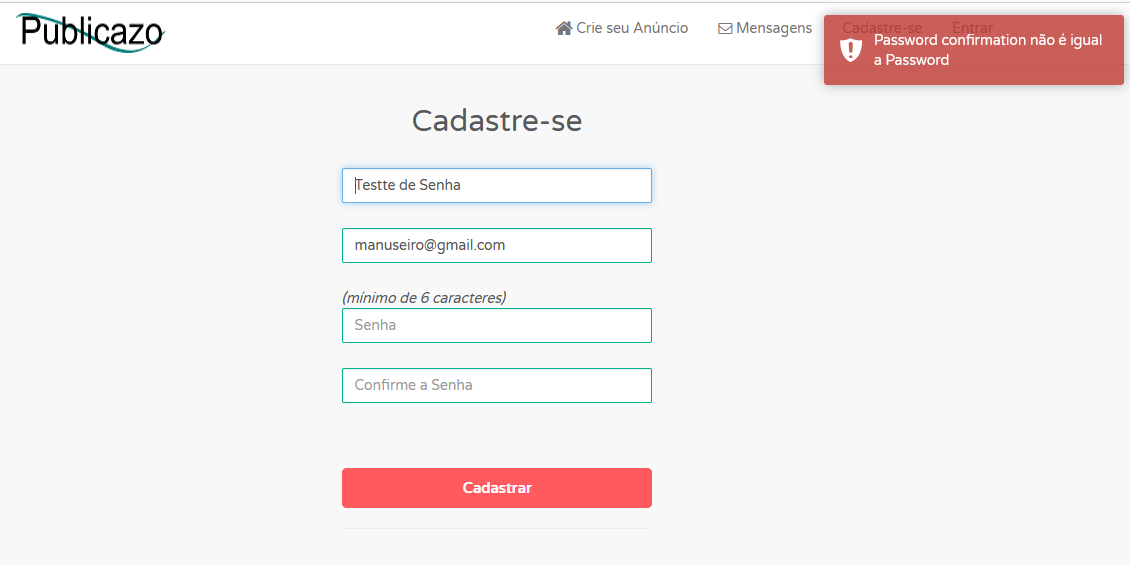 Publicazo
Crie seu Anúncio
Mensagens
Cadastre-se
Entrar
Password confirmation não é igual
a Password
Cadastre-se
Testte de Senha
manuseiro@gmail.com
(mínimo de 6 caracteres)
Senha
Confirme a Senha
Cadastrar